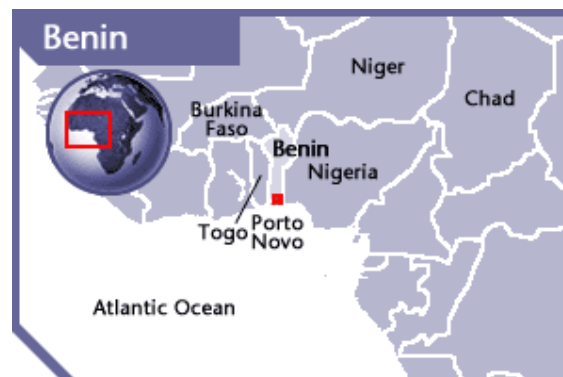 Benin
Niger
Chad
Burkina
Faso
Benin
Nigeria
Togo
Porto
Novo
Atlantic Ocean